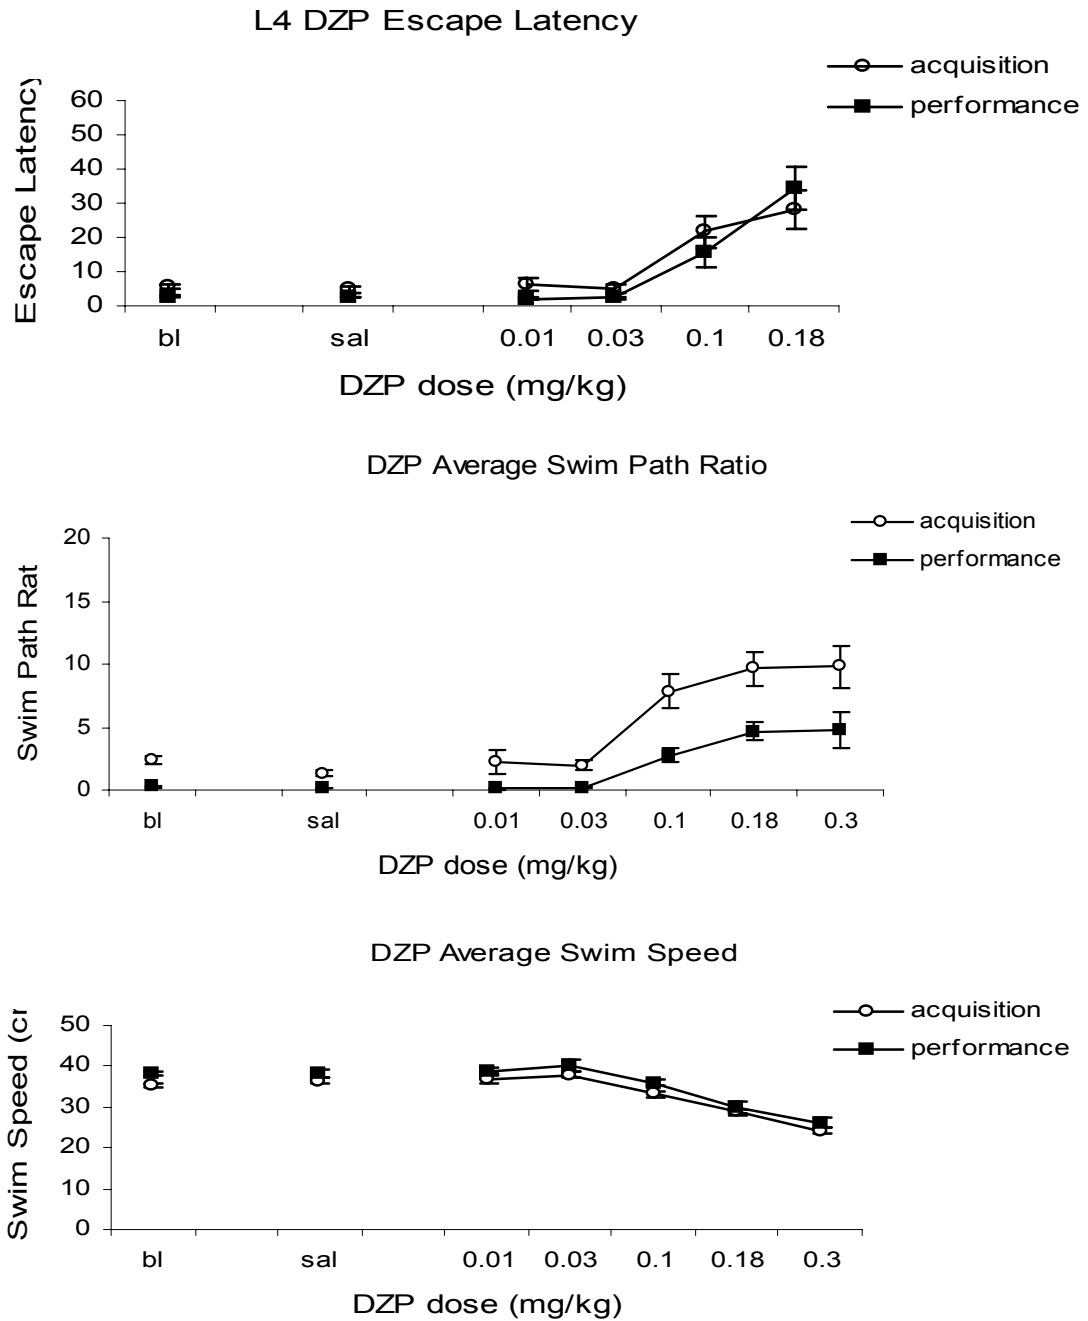 L4 DZP Escape Latency
acquisition
performance
Escape Latency
60
50
40
30
20
10
0
bl sal 0.01 0.03 0.1 0.18
DZP dose (mg/kg)
DZP Average Swim Path Ratio
acquisition
performance
Swim Path Rat
20
15
10
5
0
bl sal 0.01 0.03 0.1 0.18 0.3
DZP dose (mg/kg)
DZP Average Swim Speed
acquisition
performance
Swim Speed (cr
50
40
30
20
10
0
bl sal 0.01 0.03 0.1 0.18 0.3
DZP dose (mg/kg)